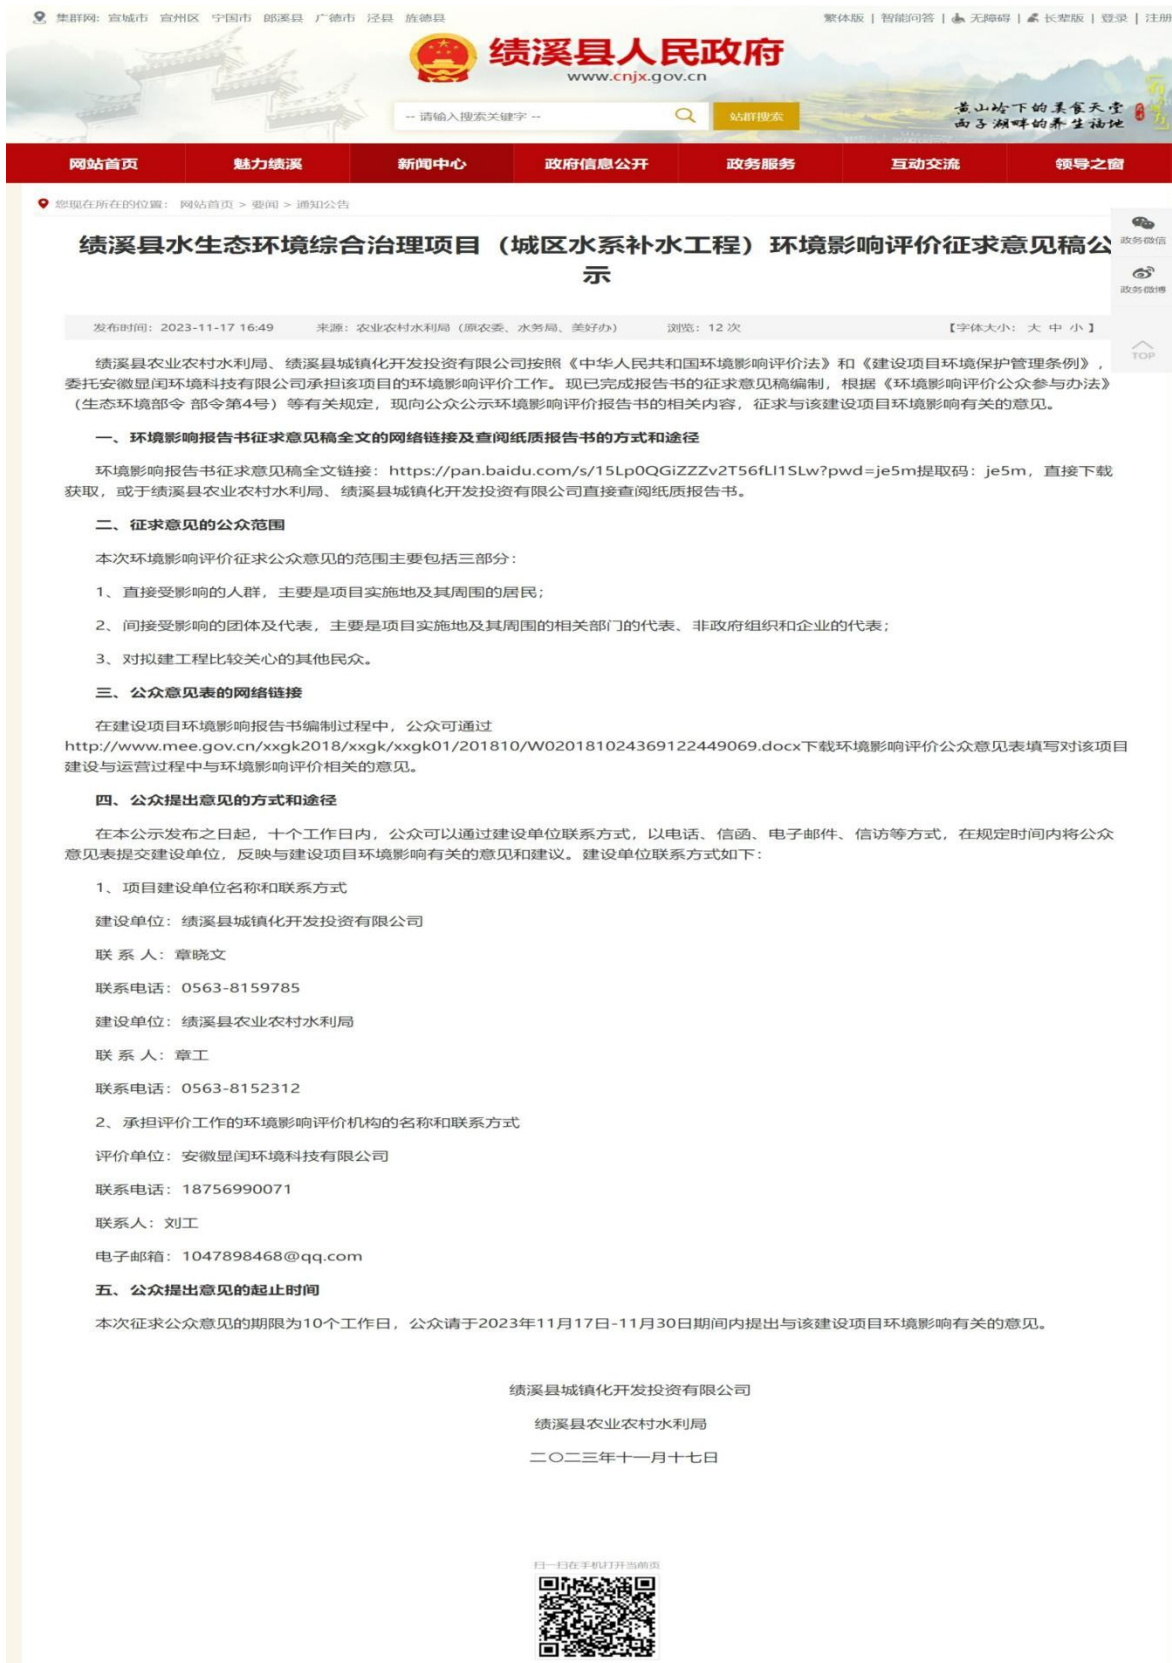 集群网: 宣城市 宣州区 宁国市 郎溪县 广德市 泾县 旌德县
繁体版 | 智能问答 | 无障碍 | 长辈版 | 登录 | 注册
绩溪县人民政府
www.cnjx.gov.cn
-- 请输入搜索关键字 --
站群搜索
黄山脚下的美食天堂
西子湖畔的养生福地
网站首页 魅力绩溪 新闻中心 政府信息公开 政务服务 互动交流 领导之窗
您现在所在的位置: 网站首页 > 要闻 > 通知公告
政务微信
政务微博
TOP
绩溪县水生态环境综合治理项目（城区水系补水工程）环境影响评价征求意见稿公
示
发布时间: 2023-11-17 16:49 来源: 农业农村水利局（原农委、水务局、美好办） 浏览: 12 次 【字体大小: 大 中 小 】
绩溪县农业农村水利局、绩溪县城镇化开发投资有限公司按照《中华人民共和国环境影响评价法》和《建设项目环境保护管理条例》,
委托安徽显闰环境科技有限公司承担该项目的环境影响评价工作。现已完成报告书的征求意见稿编制，根据《环境影响评价公众参与办法》
（生态环境部令 部令第4号）等有关规定，现向公众公示环境影响评价报告书的相关内容，征求与该建设项目环境影响有关的意见。
一、环境影响报告书征求意见稿全文的网络链接及查阅纸质报告书的方式和途径
环境影响报告书征求意见稿全文链接: https://pan.baidu.com/s/15Lp0QGiZZZv2T56fLl1SLw?pwd=je5m提取码: je5m，直接下载
获取，或于绩溪县农业农村水利局、绩溪县城镇化开发投资有限公司直接查阅纸质报告书。
二、征求意见的公众范围
本次环境影响评价征求公众意见的范围主要包括三部分:
1、直接受影响的人群，主要是项目实施地及其周围的居民;
2、间接受影响的团体及代表，主要是项目实施地及其周围的相关部门的代表、非政府组织和企业的代表;
3、对拟建工程比较关心的其他民众。
三、公众意见表的网络链接
在建设项目环境影响报告书编制过程中，公众可通过
http://www.mee.gov.cn/xxgk2018/xxgk/xxgk01/201810/W020181024369122449069.docx下载环境影响评价公众意见表填写对该项目
建设与运营过程中与环境影响评价相关的意见。
四、公众提出意见的方式和途径
在本公示发布之日起，十个工作日内，公众可以通过建设单位联系方式，以电话、信函、电子邮件、信访等方式，在规定时间内将公众
意见表提交建设单位，反映与建设项目环境影响有关的意见和建议。建设单位联系方式如下:
1、项目建设单位名称和联系方式
建设单位: 绩溪县城镇化开发投资有限公司
联 系 人: 章晓文
联系电话: 0563-8159785
建设单位: 绩溪县农业农村水利局
联 系 人: 章工
联系电话: 0563-8152312
2、承担评价工作的环境影响评价机构的名称和联系方式
评价单位: 安徽显闰环境科技有限公司
联系电话: 18756990071
联系人: 刘工
电子邮箱: 1047898468@qq.com
五、公众提出意见的起止时间
本次征求公众意见的期限为10个工作日，公众请于2023年11月17日-11月30日期间内提出与该建设项目环境影响有关的意见。
绩溪县城镇化开发投资有限公司
绩溪县农业农村水利局
二〇二三年十一月十七日
扫一扫在手机打开当前页